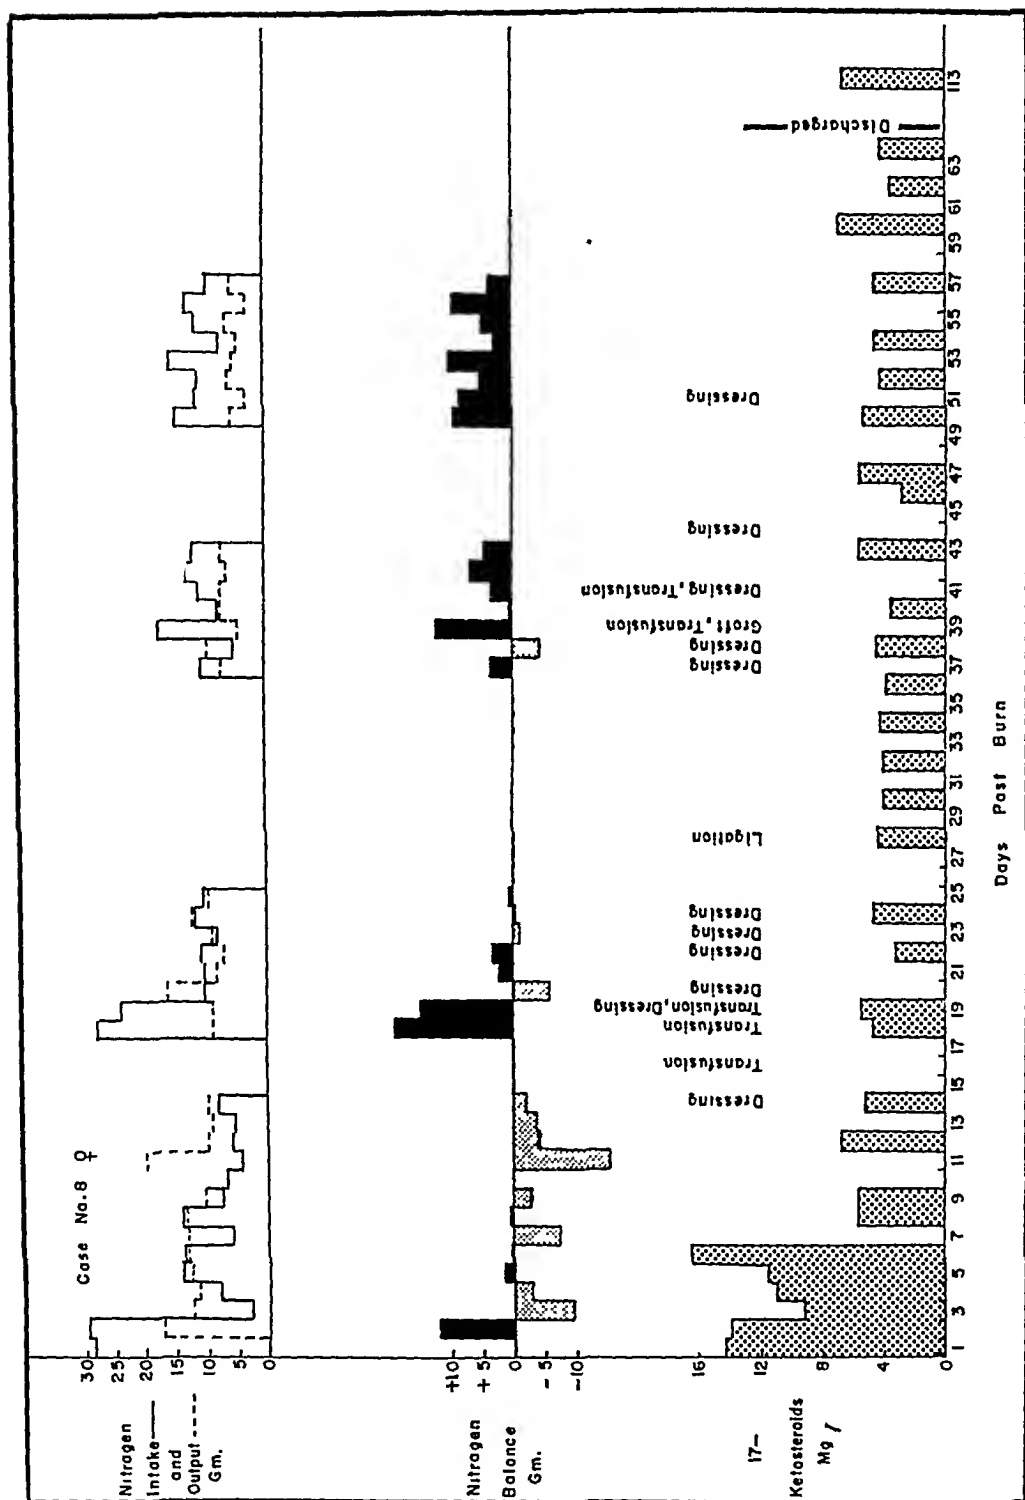 Case No. 8 ♀
Nitrogen
Intake
and
Output
Gm.
30
25
20
15
10
5
0
Nitrogen
Balance
Gm.
+10
+5
0
-5
-10
Dressing
Transfusion
Transfusion
Transfusion, Dressing
Dressing
Dressing
Dressing
Dressing
Ligation
Dressing
Dressing
Graft, Transfusion
Dressing, Transfusion
Dressing
Dressing
Discharged
17-
Ketosteroids
Mg /
16
12
8
4
0
1 3 5 7 9 11 13 15 17 19 21 23 25 27 29 31 33 35 37 39 41 43 45 47 49 51 53 55 57 59 61 63 113
Days Past Burn